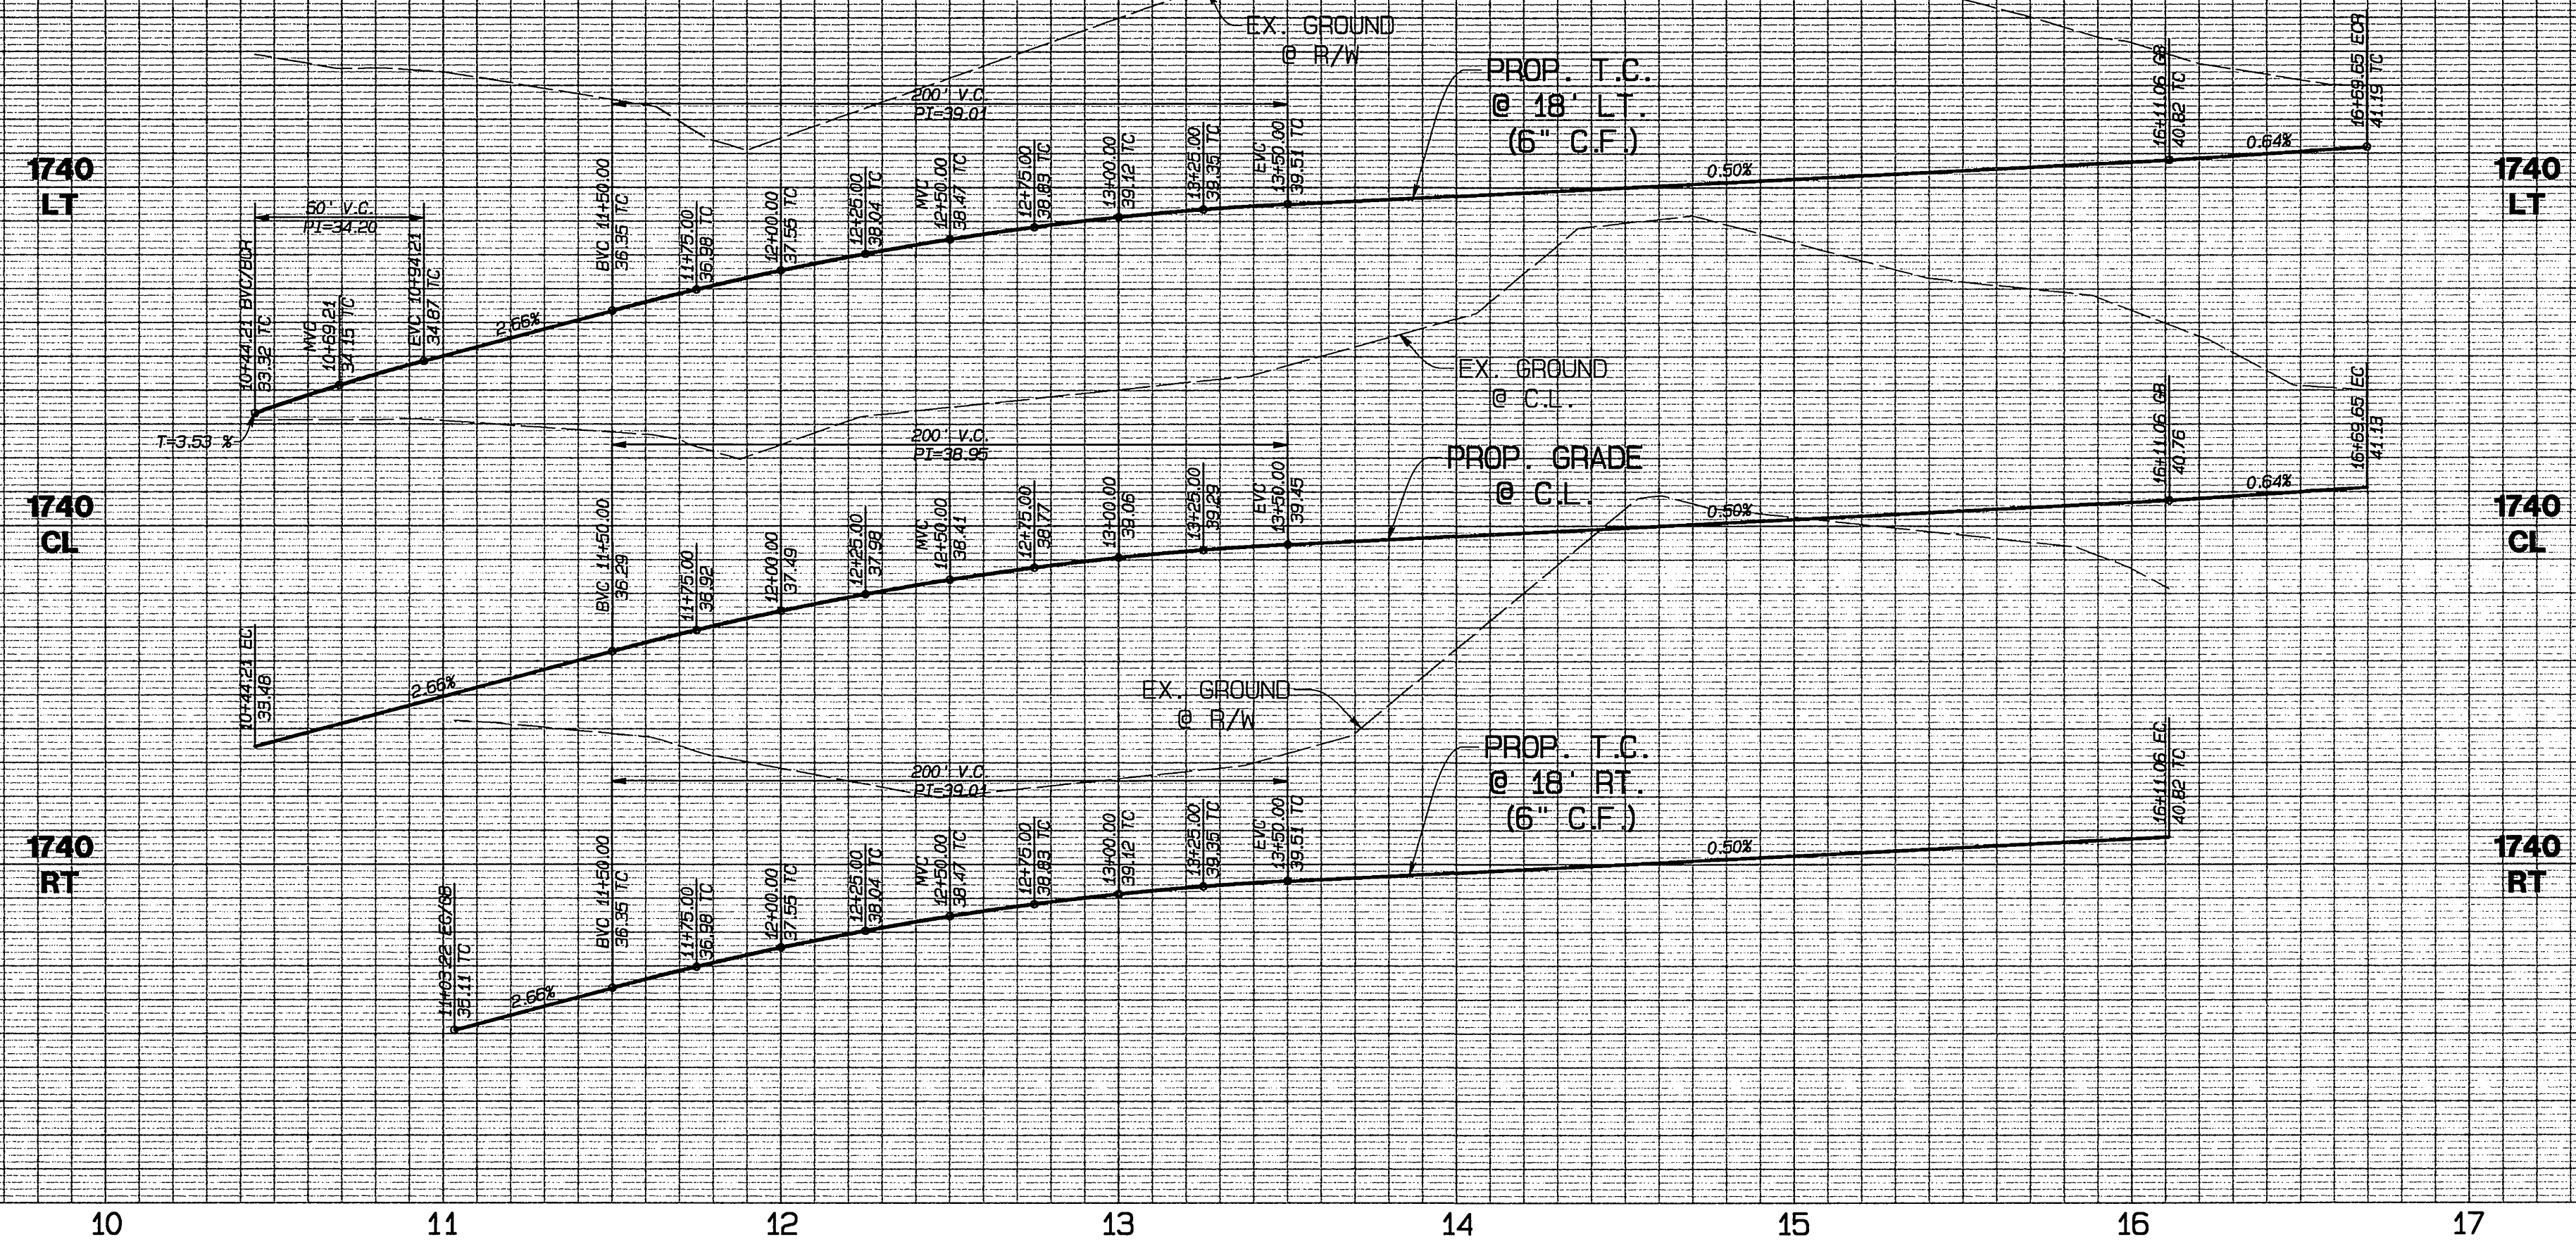 EX. GROUND
@ R/W
PROP. T.C.
@ 18' LT.
(6" C.F.)
1740
LT
1740
LT
200' V.C.
PI=39.01
50' V.C.
PI=34.20
10+44.21 BVC/BCR
33.32 TC
MVC
10+69.21
34.15 TC
EVC 10+94.21
34.87 TC
2.66%
BVC 11+50.00
36.35 TC
11+75.00
36.98 TC
12+00.00
37.55 TC
12+25.00
38.04 TC
MVC
12+50.00
38.47 TC
12+75.00
38.83 TC
13+00.00
39.12 TC
13+25.00
39.35 TC
EVC
13+50.00
39.51 TC
0.50%
16+11.06 GB
40.82 TC
0.64%
16+69.65 ECR
41.19 TC
T=3.53 %
EX. GROUND
@ C.L.
PROP. GRADE
@ C.L.
1740
CL
1740
CL
200' V.C.
PI=38.95
10+44.21 EC
33.48
2.66%
BVC 11+50.00
36.29
11+75.00
36.92
12+00.00
37.49
12+25.00
37.98
MVC
12+50.00
38.41
12+75.00
38.77
13+00.00
39.06
13+25.00
39.29
EVC
13+50.00
39.45
0.50%
16+11.06 GB
40.76
0.64%
16+69.65 EC
41.13
EX. GROUND
@ R/W
PROP. T.C.
@ 18' RT.
(6" C.F.)
1740
RT
1740
RT
200' V.C.
PI=39.01
11+03.22 EC/GB
35.11 TC
2.66%
BVC 11+50.00
36.35 TC
11+75.00
36.98 TC
12+00.00
37.55 TC
12+25.00
38.04 TC
MVC
12+50.00
38.47 TC
12+75.00
38.83 TC
13+00.00
39.12 TC
13+25.00
39.35 TC
EVC
13+50.00
39.51 TC
0.50%
16+11.06 EC
40.82 TC
10 11 12 13 14 15 16 17